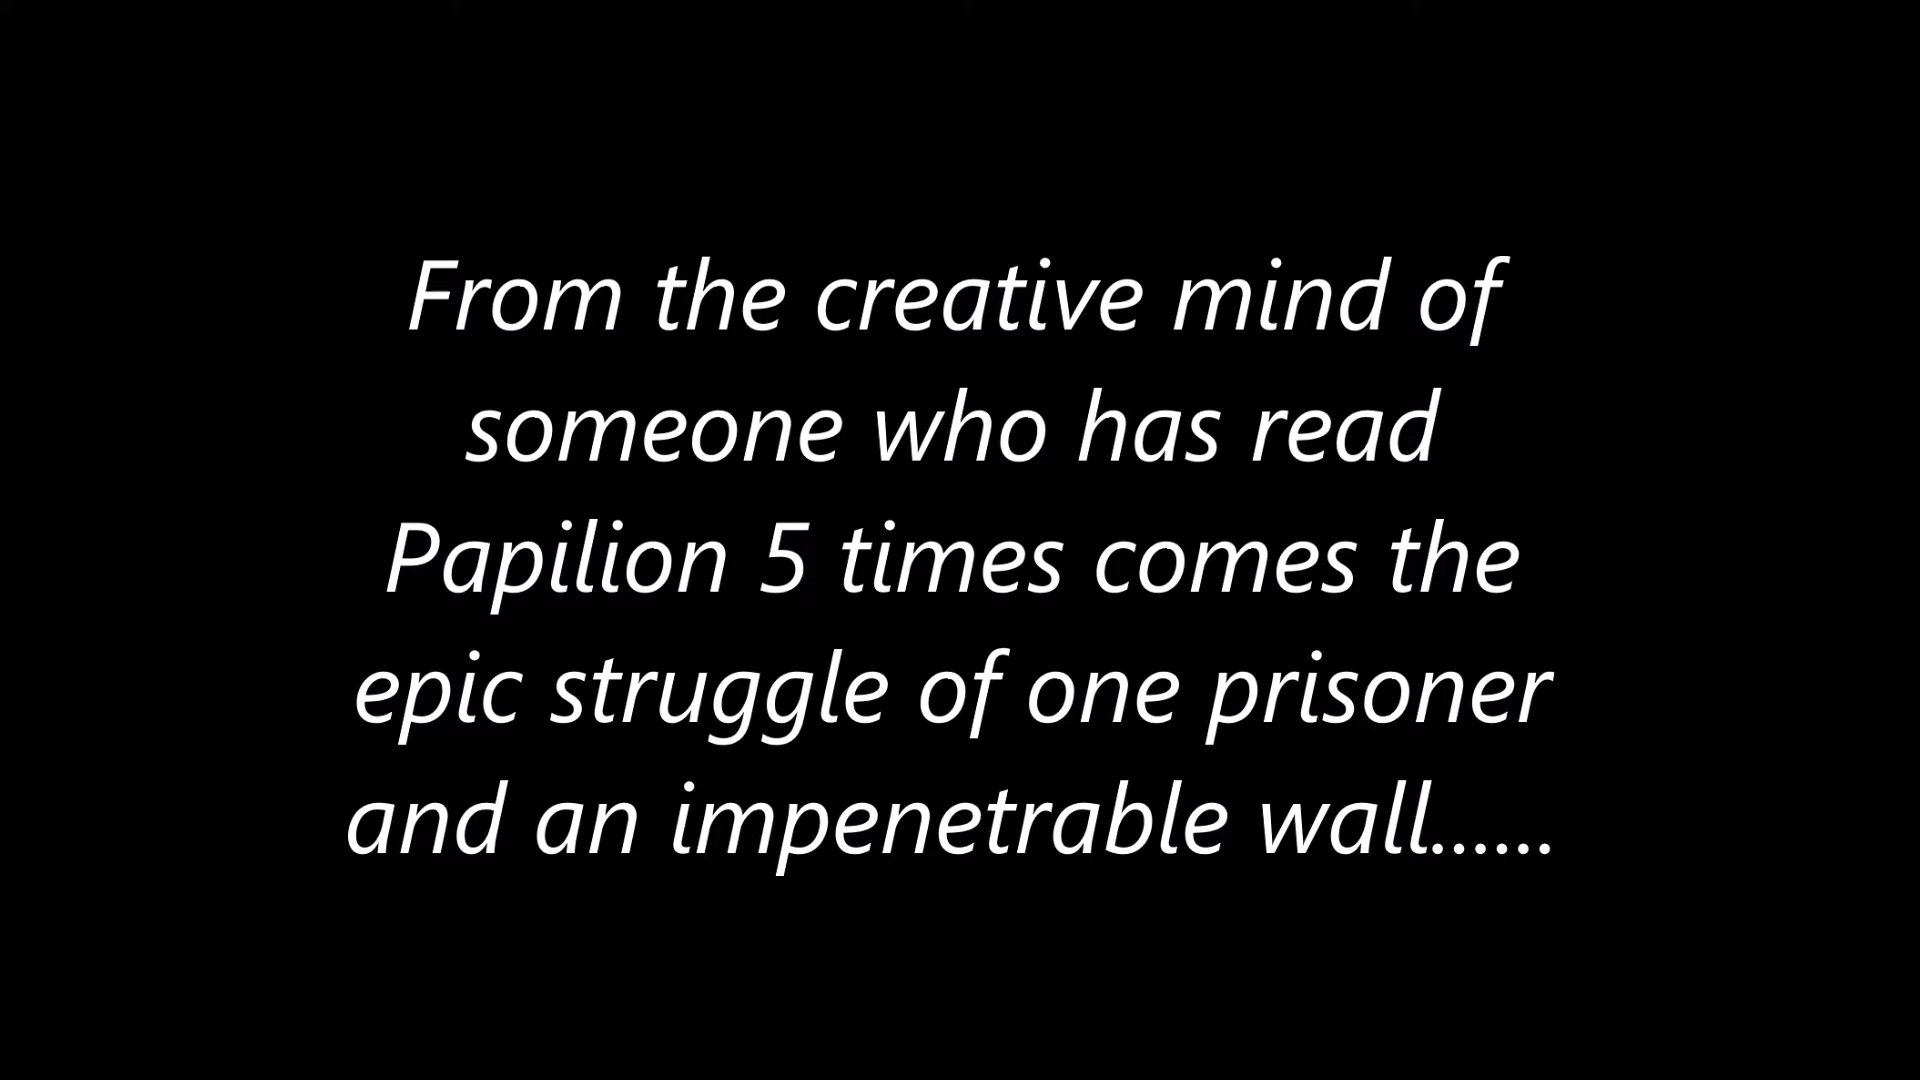 From the creative mind of
someone who has read
Papilion 5 times comes the
epic struggle of one prisoner
and an impenetrable wall......